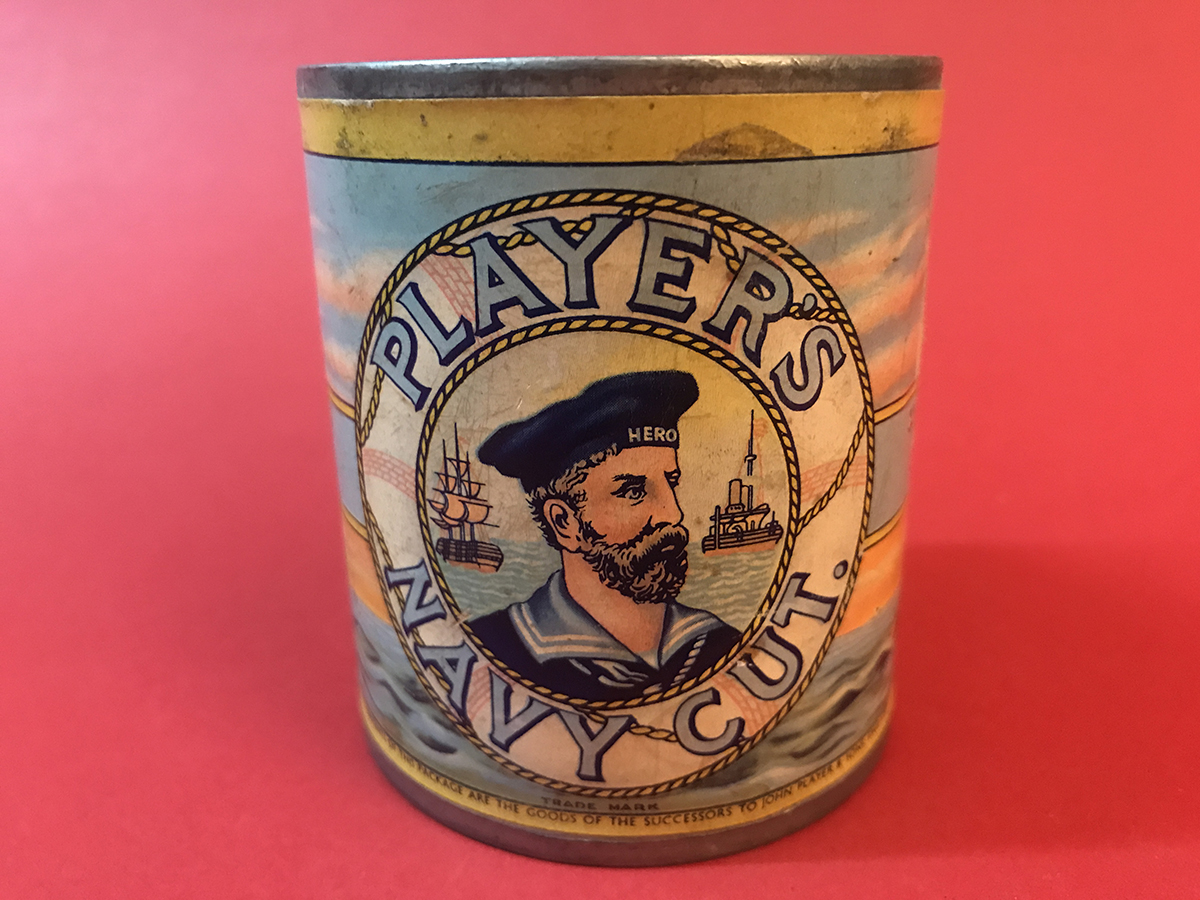 PLAYER'S
HERO
NAVY CUT.
TRADE MARK
PACKAGE ARE THE GOODS OF THE SUCCESSORS TO JOHN PLAYER &